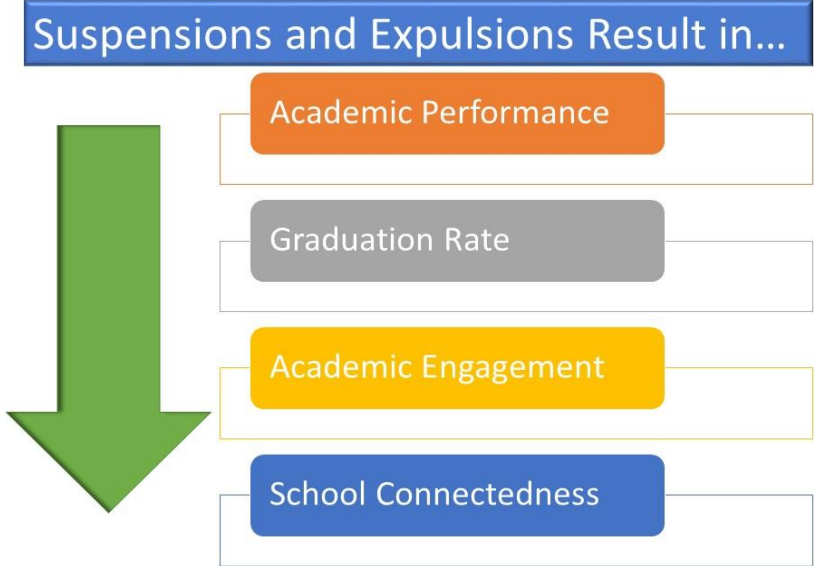 Suspensions and Expulsions Result in...
Academic Performance
Graduation Rate
Academic Engagement
School Connectedness